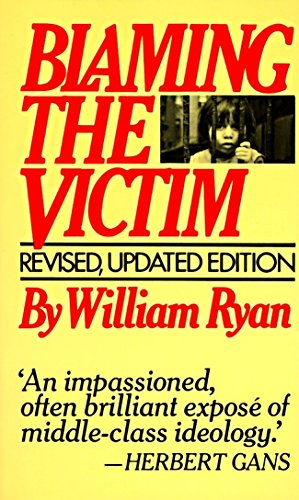 BLAMING
THE
VICTIM
REVISED, UPDATED EDITION
By William Ryan
‘An impassioned,
often brilliant exposé of
middle-class ideology.’
—HERBERT GANS